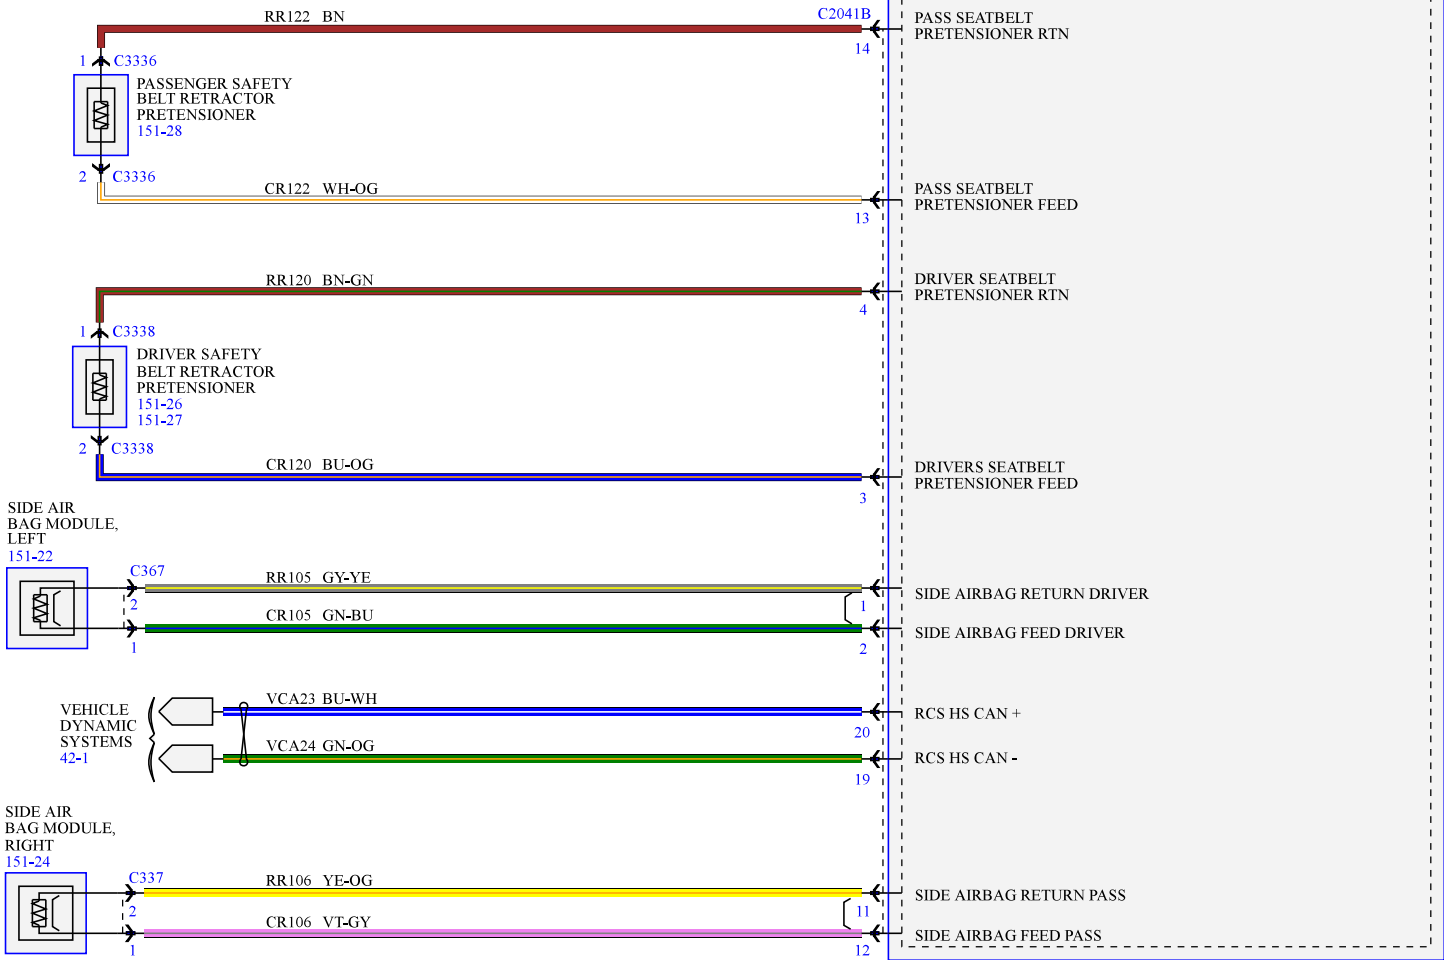 RR122 BN
C2041B
14
PASS SEATBELT
PRETENSIONER RTN
1
C3336
PASSENGER SAFETY
BELT RETRACTOR
PRETENSIONER
151-28
2
C3336
CR122 WH-OG
13
PASS SEATBELT
PRETENSIONER FEED
RR120 BN-GN
4
DRIVER SEATBELT
PRETENSIONER RTN
1
C3338
DRIVER SAFETY
BELT RETRACTOR
PRETENSIONER
151-26
151-27
2
C3338
CR120 BU-OG
3
DRIVERS SEATBELT
PRETENSIONER FEED
SIDE AIR
BAG MODULE,
LEFT
151-22
C367
2
RR105 GY-YE
1
SIDE AIRBAG RETURN DRIVER
1
CR105 GN-BU
2
SIDE AIRBAG FEED DRIVER
VEHICLE
DYNAMIC
SYSTEMS
42-1
VCA23 BU-WH
20
RCS HS CAN +
VCA24 GN-OG
19
RCS HS CAN -
SIDE AIR
BAG MODULE,
RIGHT
151-24
C337
2
RR106 YE-OG
11
SIDE AIRBAG RETURN PASS
1
CR106 VT-GY
12
SIDE AIRBAG FEED PASS